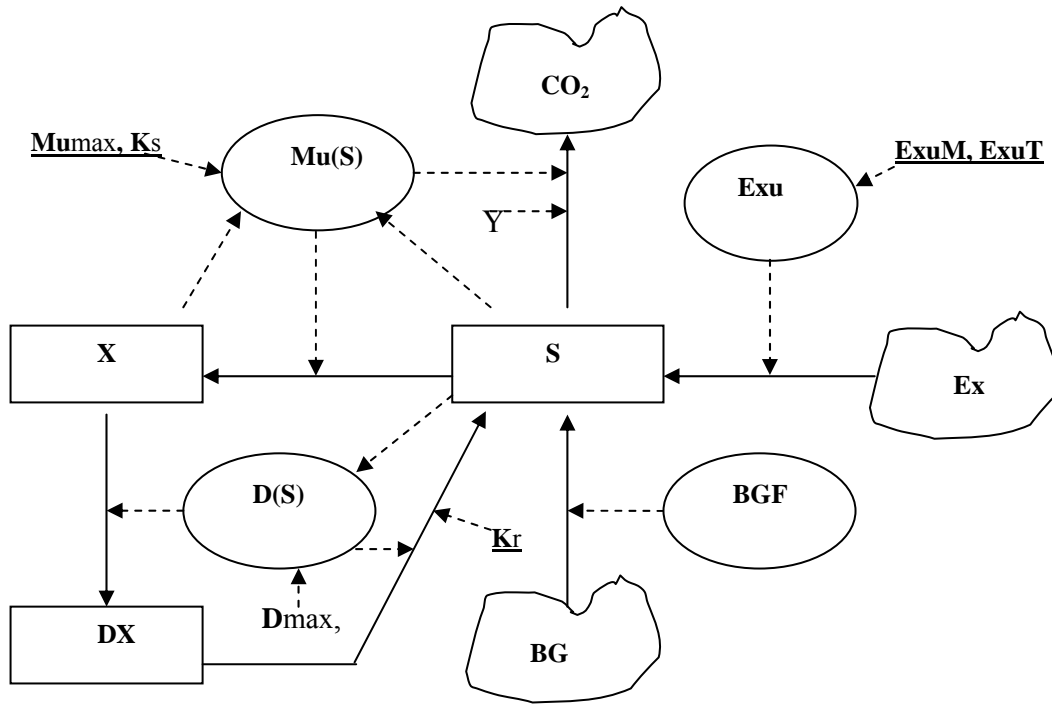 CO₂
Mumax, Ks
Mu(S)
Exu
ExuM, ExuT
Y
X
S
Ex
D(S)
BGF
Kr
Dmax,
DX
BG